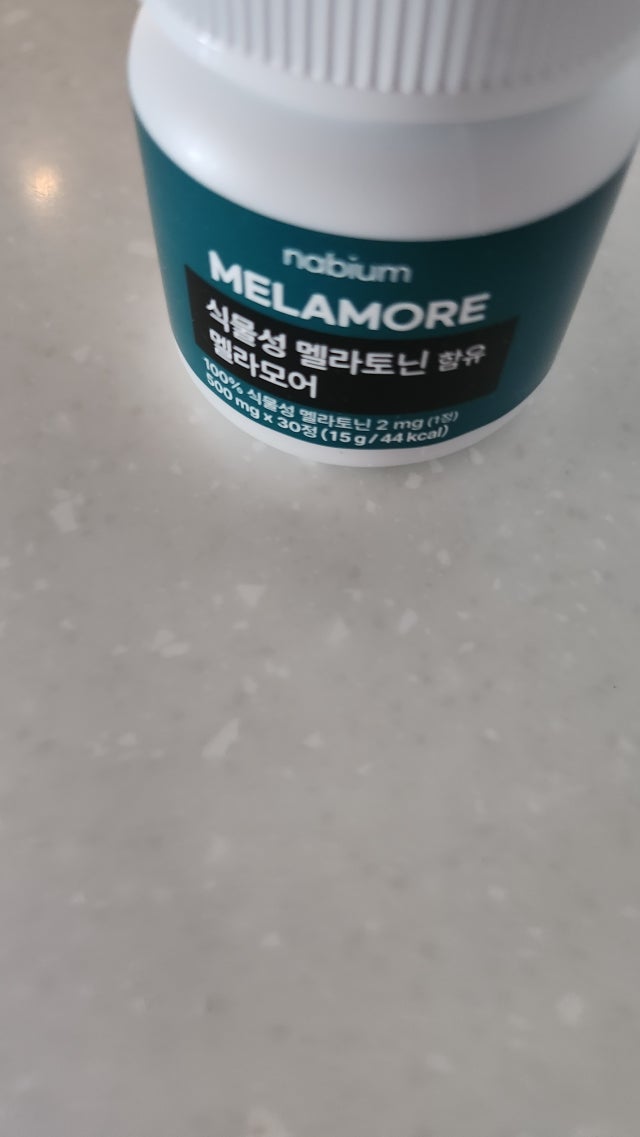 nabium
MELAMORE
식물성 멜라토닌 함유
멜라모어
100% 식물성 멜라토닌 2 mg (1정)
500 mg x 30정 (15 g / 44 kcal)